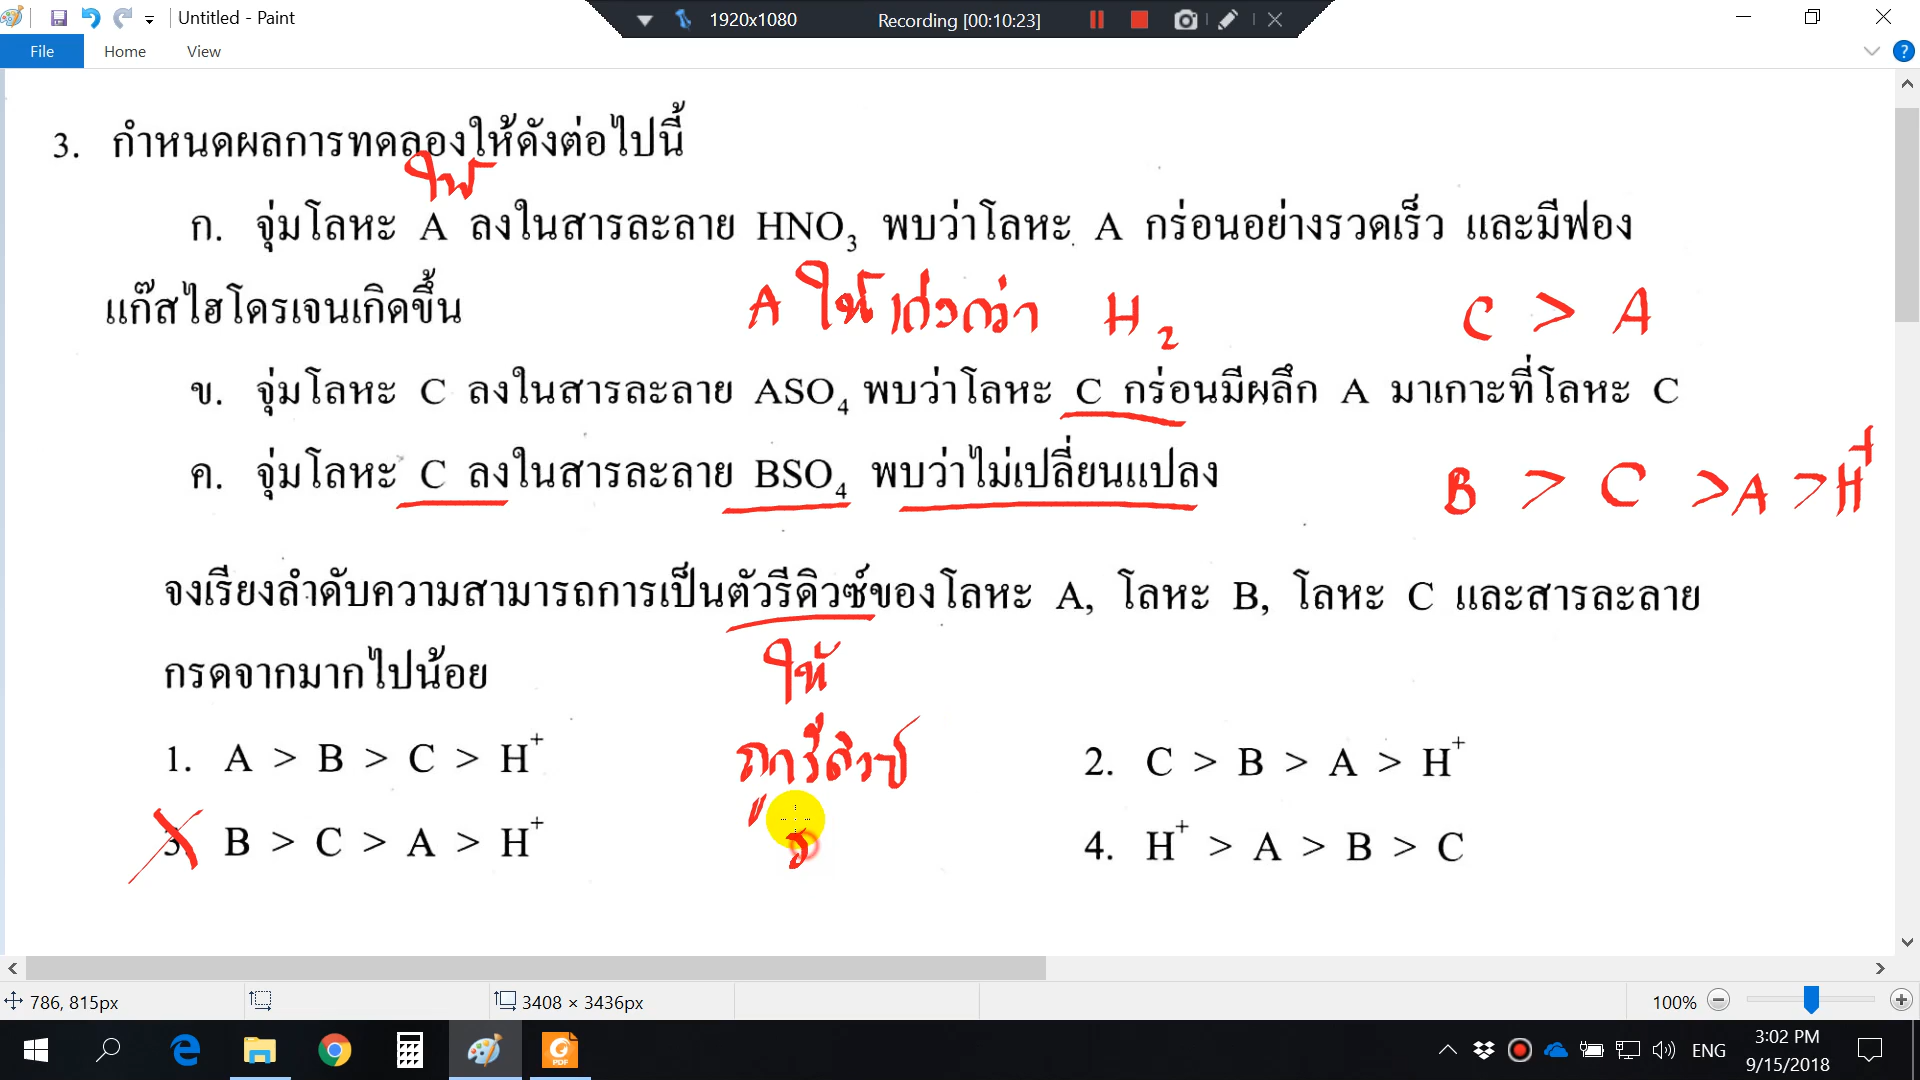 Untitled - Paint
1920x1080
Recording [00:10:23]
File
Home
View
3. กำหนดผลการทดลองให้ดังต่อไปนี้
ให้
ก. จุ่มโลหะ A ลงในสารละลาย HNO₃ พบว่าโลหะ A กร่อนอย่างรวดเร็ว และมีฟอง
แก๊สไฮโดรเจนเกิดขึ้น
A ให้เก่งกว่า H₂
C > A
ข. จุ่มโลหะ C ลงในสารละลาย ASO₄ พบว่าโลหะ C กร่อนมีผลึก A มาเกาะที่โลหะ C
ค. จุ่มโลหะ C ลงในสารละลาย BSO₄ พบว่าไม่เปลี่ยนแปลง
B > C > A > H⁺
จงเรียงลำดับความสามารถการเป็นตัวรีดิวซ์ของโลหะ A, โลหะ B, โลหะ C และสารละลาย
กรดจากมากไปน้อย
ให้
1. A > B > C > H⁺
2. C > B > A > H⁺
3. B > C > A > H⁺
4. H⁺ > A > B > C
786, 815px
3408 × 3436px
100%
ENG
3:02 PM
9/15/2018